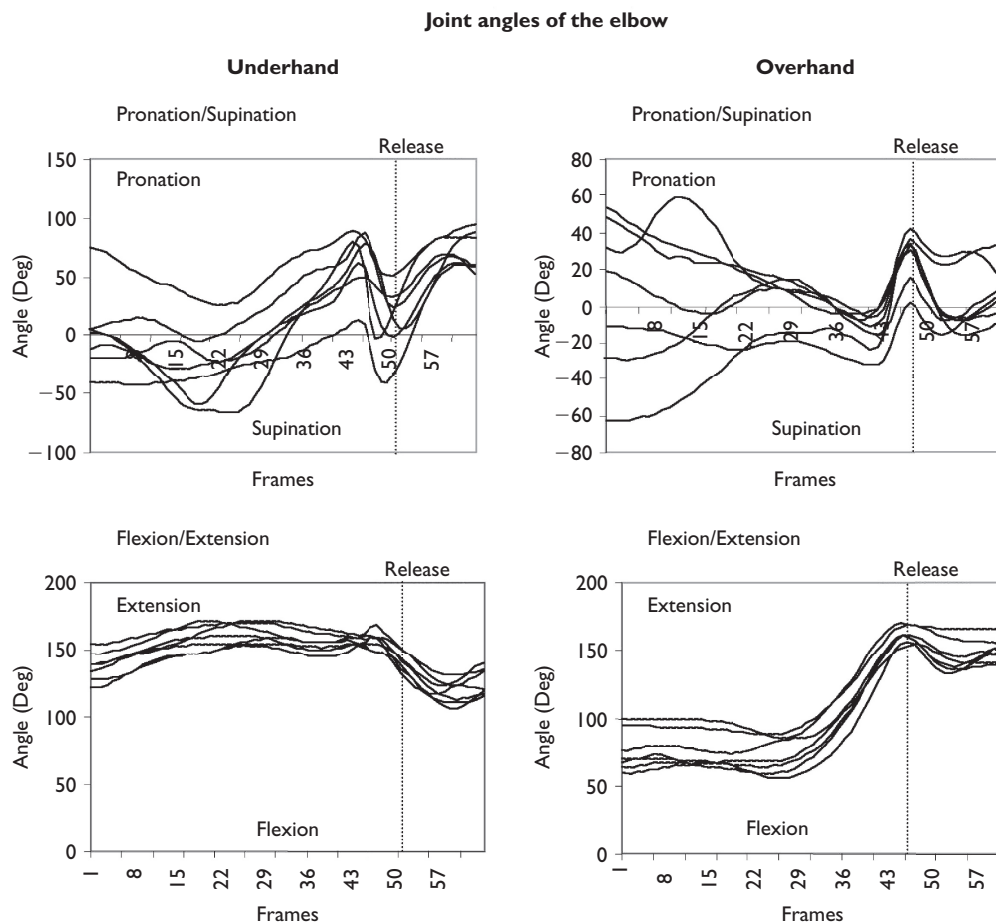 Joint angles of the elbow
Underhand
Pronation/Supination
Release
150
100
50
0
−50
−100
Angle (Deg)
Pronation
Supination
15
22
29
36
43
50
57
Frames
Overhand
Pronation/Supination
Release
80
60
40
20
0
−20
−40
−60
−80
Angle (Deg)
Pronation
Supination
8
15
22
29
36
50
57
Frames
Flexion/Extension
Release
200
150
100
50
0
Angle (Deg)
Extension
Flexion
1
8
15
22
29
36
43
50
57
Frames
Flexion/Extension
Release
200
150
100
50
0
Angle (Deg)
Extension
Flexion
1
8
15
22
29
36
43
50
57
Frames